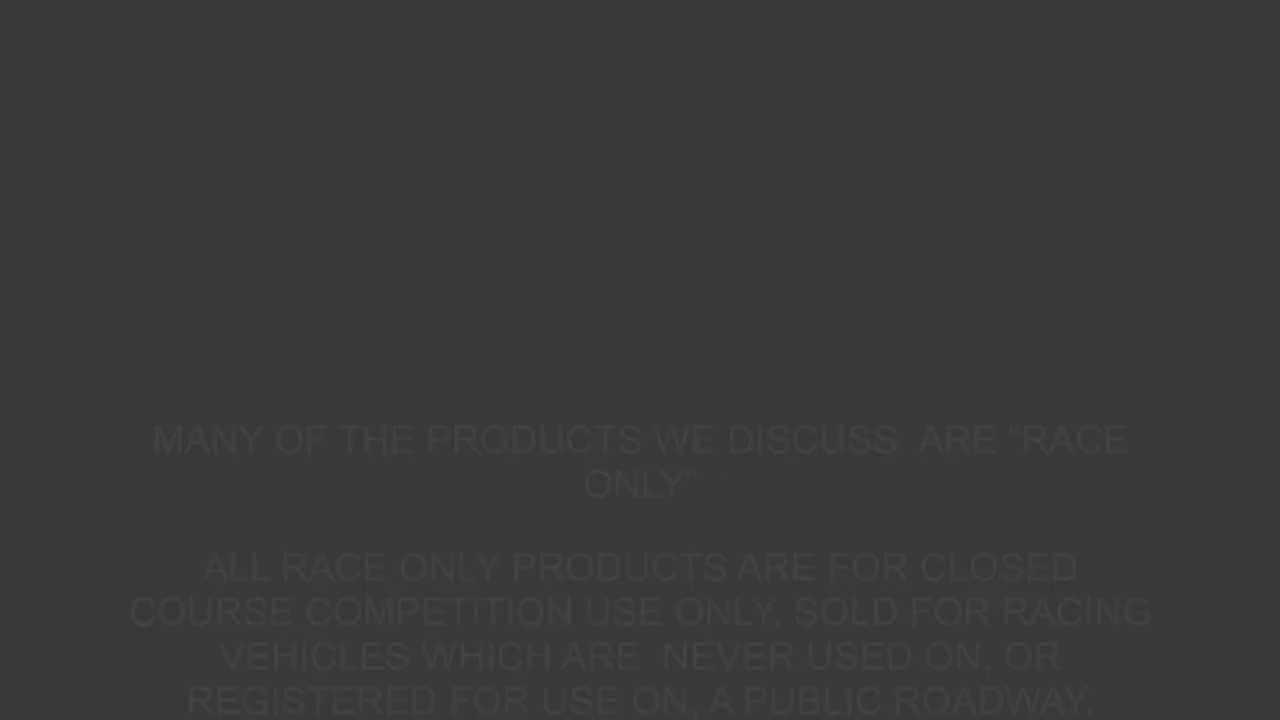 MANY OF THE PRODUCTS WE DISCUSS  ARE “RACE
ONLY”
ALL RACE ONLY PRODUCTS ARE FOR CLOSED
COURSE COMPETITION USE ONLY, SOLD FOR RACING
VEHICLES WHICH ARE  NEVER USED ON, OR
REGISTERED FOR USE ON, A PUBLIC ROADWAY.